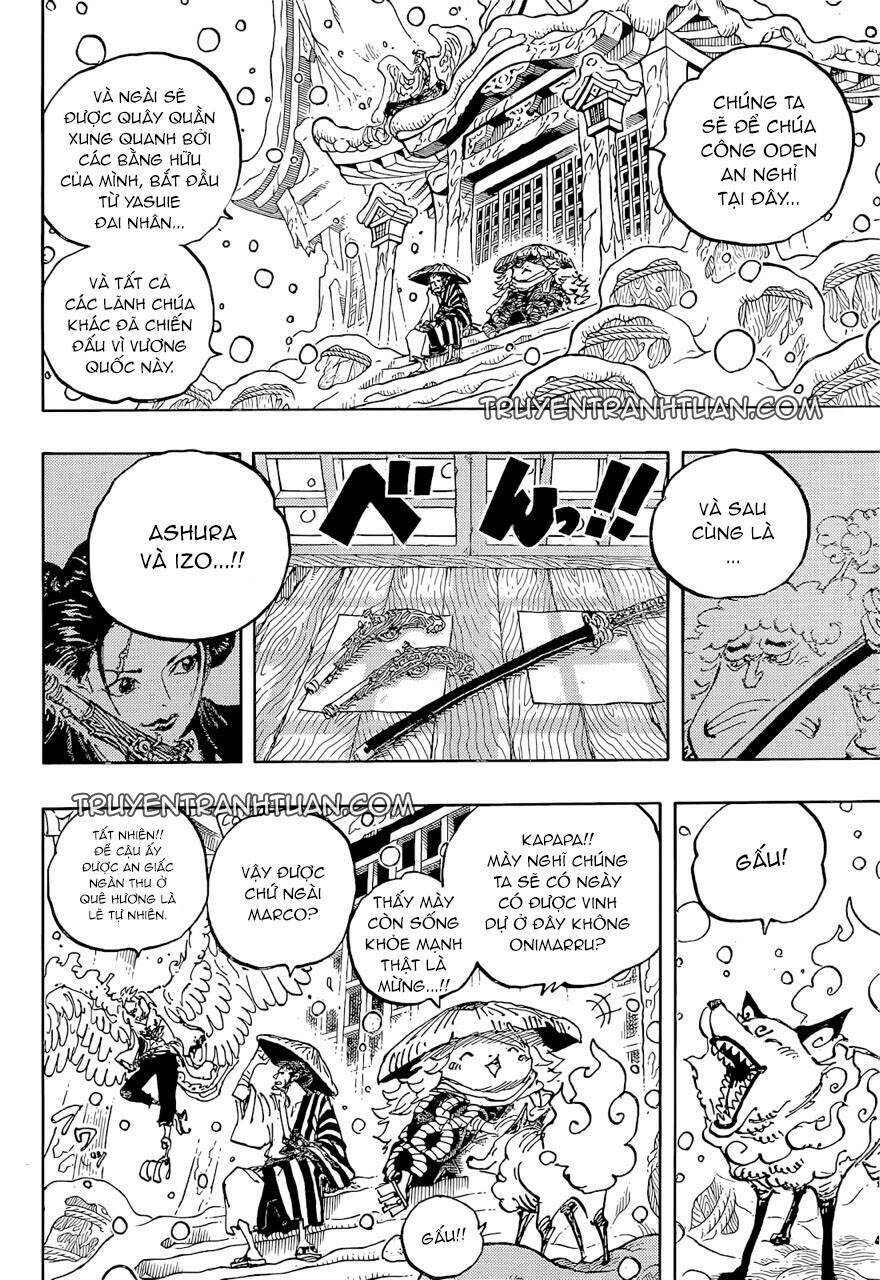 CHÚNG TA
SẼ ĐỂ CHÚA
CÔNG ODEN
AN NGHỈ
TẠI ĐÂY...
VÀ NGÀI SẼ
ĐƯỢC QUÂY QUẦN
XUNG QUANH BỞI
CÁC BẰNG HỮU
CỦA MÌNH, BẮT ĐẦU
TỪ YASUIE
ĐẠI NHÂN...
VÀ TẤT CẢ
CÁC LÃNH CHÚA
KHÁC ĐÃ CHIẾN
ĐẤU VÌ VƯƠNG
QUỐC NÀY.
TRUYENTRANHTUAN.COM
VÀ SAU
CÙNG LÀ
...
べんっ!!
ASHURA
VÀ IZO...!!
TRUYENTRANHTUAN.COM
GẤU!
KAPAPA!!
MÀY NGHĨ CHÚNG
TA SẼ CÓ NGÀY
CÓ ĐƯỢC VINH
DỰ Ở ĐÂY KHÔNG
ONIMARRU?
THẤY MÀY
CÒN SỐNG
KHỎE MẠNH
THẬT LÀ
MỪNG...!!
VẬY ĐƯỢC
CHỨ NGÀI
MARCO?
TẤT NHIÊN!!
ĐỂ CẬU ẤY
ĐƯỢC AN GIẤC
NGÀN THU Ở
QUÊ HƯƠNG LÀ
LẼ TỰ NHIÊN.
GẤU!!